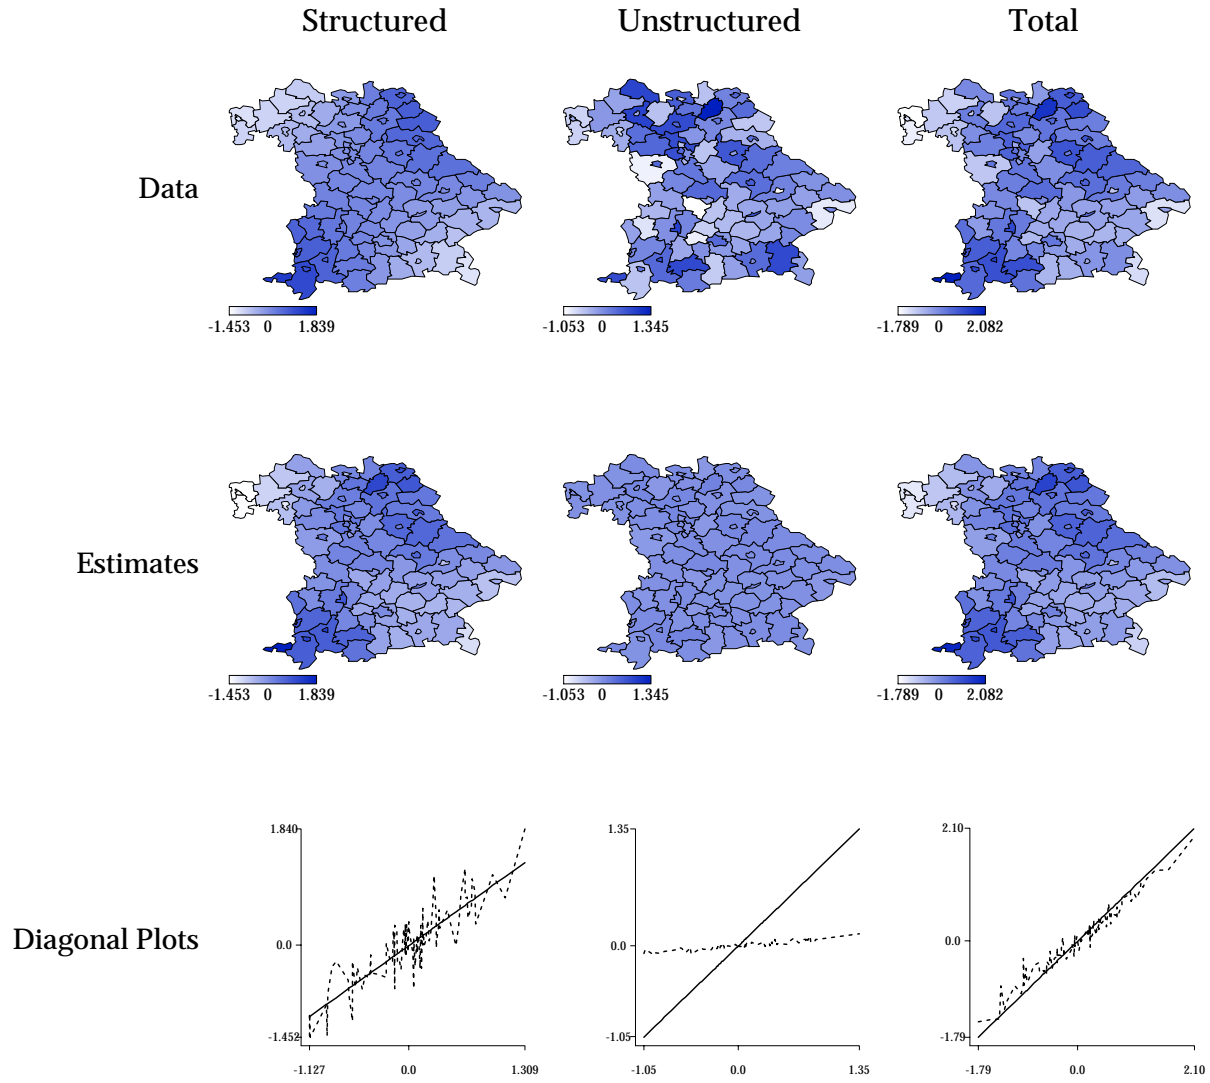 Structured Unstructured Total
Data
-1.453 0 1.839 -1.053 0 1.345 -1.789 0 2.082
Estimates
-1.453 0 1.839 -1.053 0 1.345 -1.789 0 2.082
Diagonal Plots
1.840
0.0
-1.452
-1.127 0.0 1.309
1.35
0.0
-1.05
-1.05 0.0 1.35
2.10
0.0
-1.79
-1.79 0.0 2.10